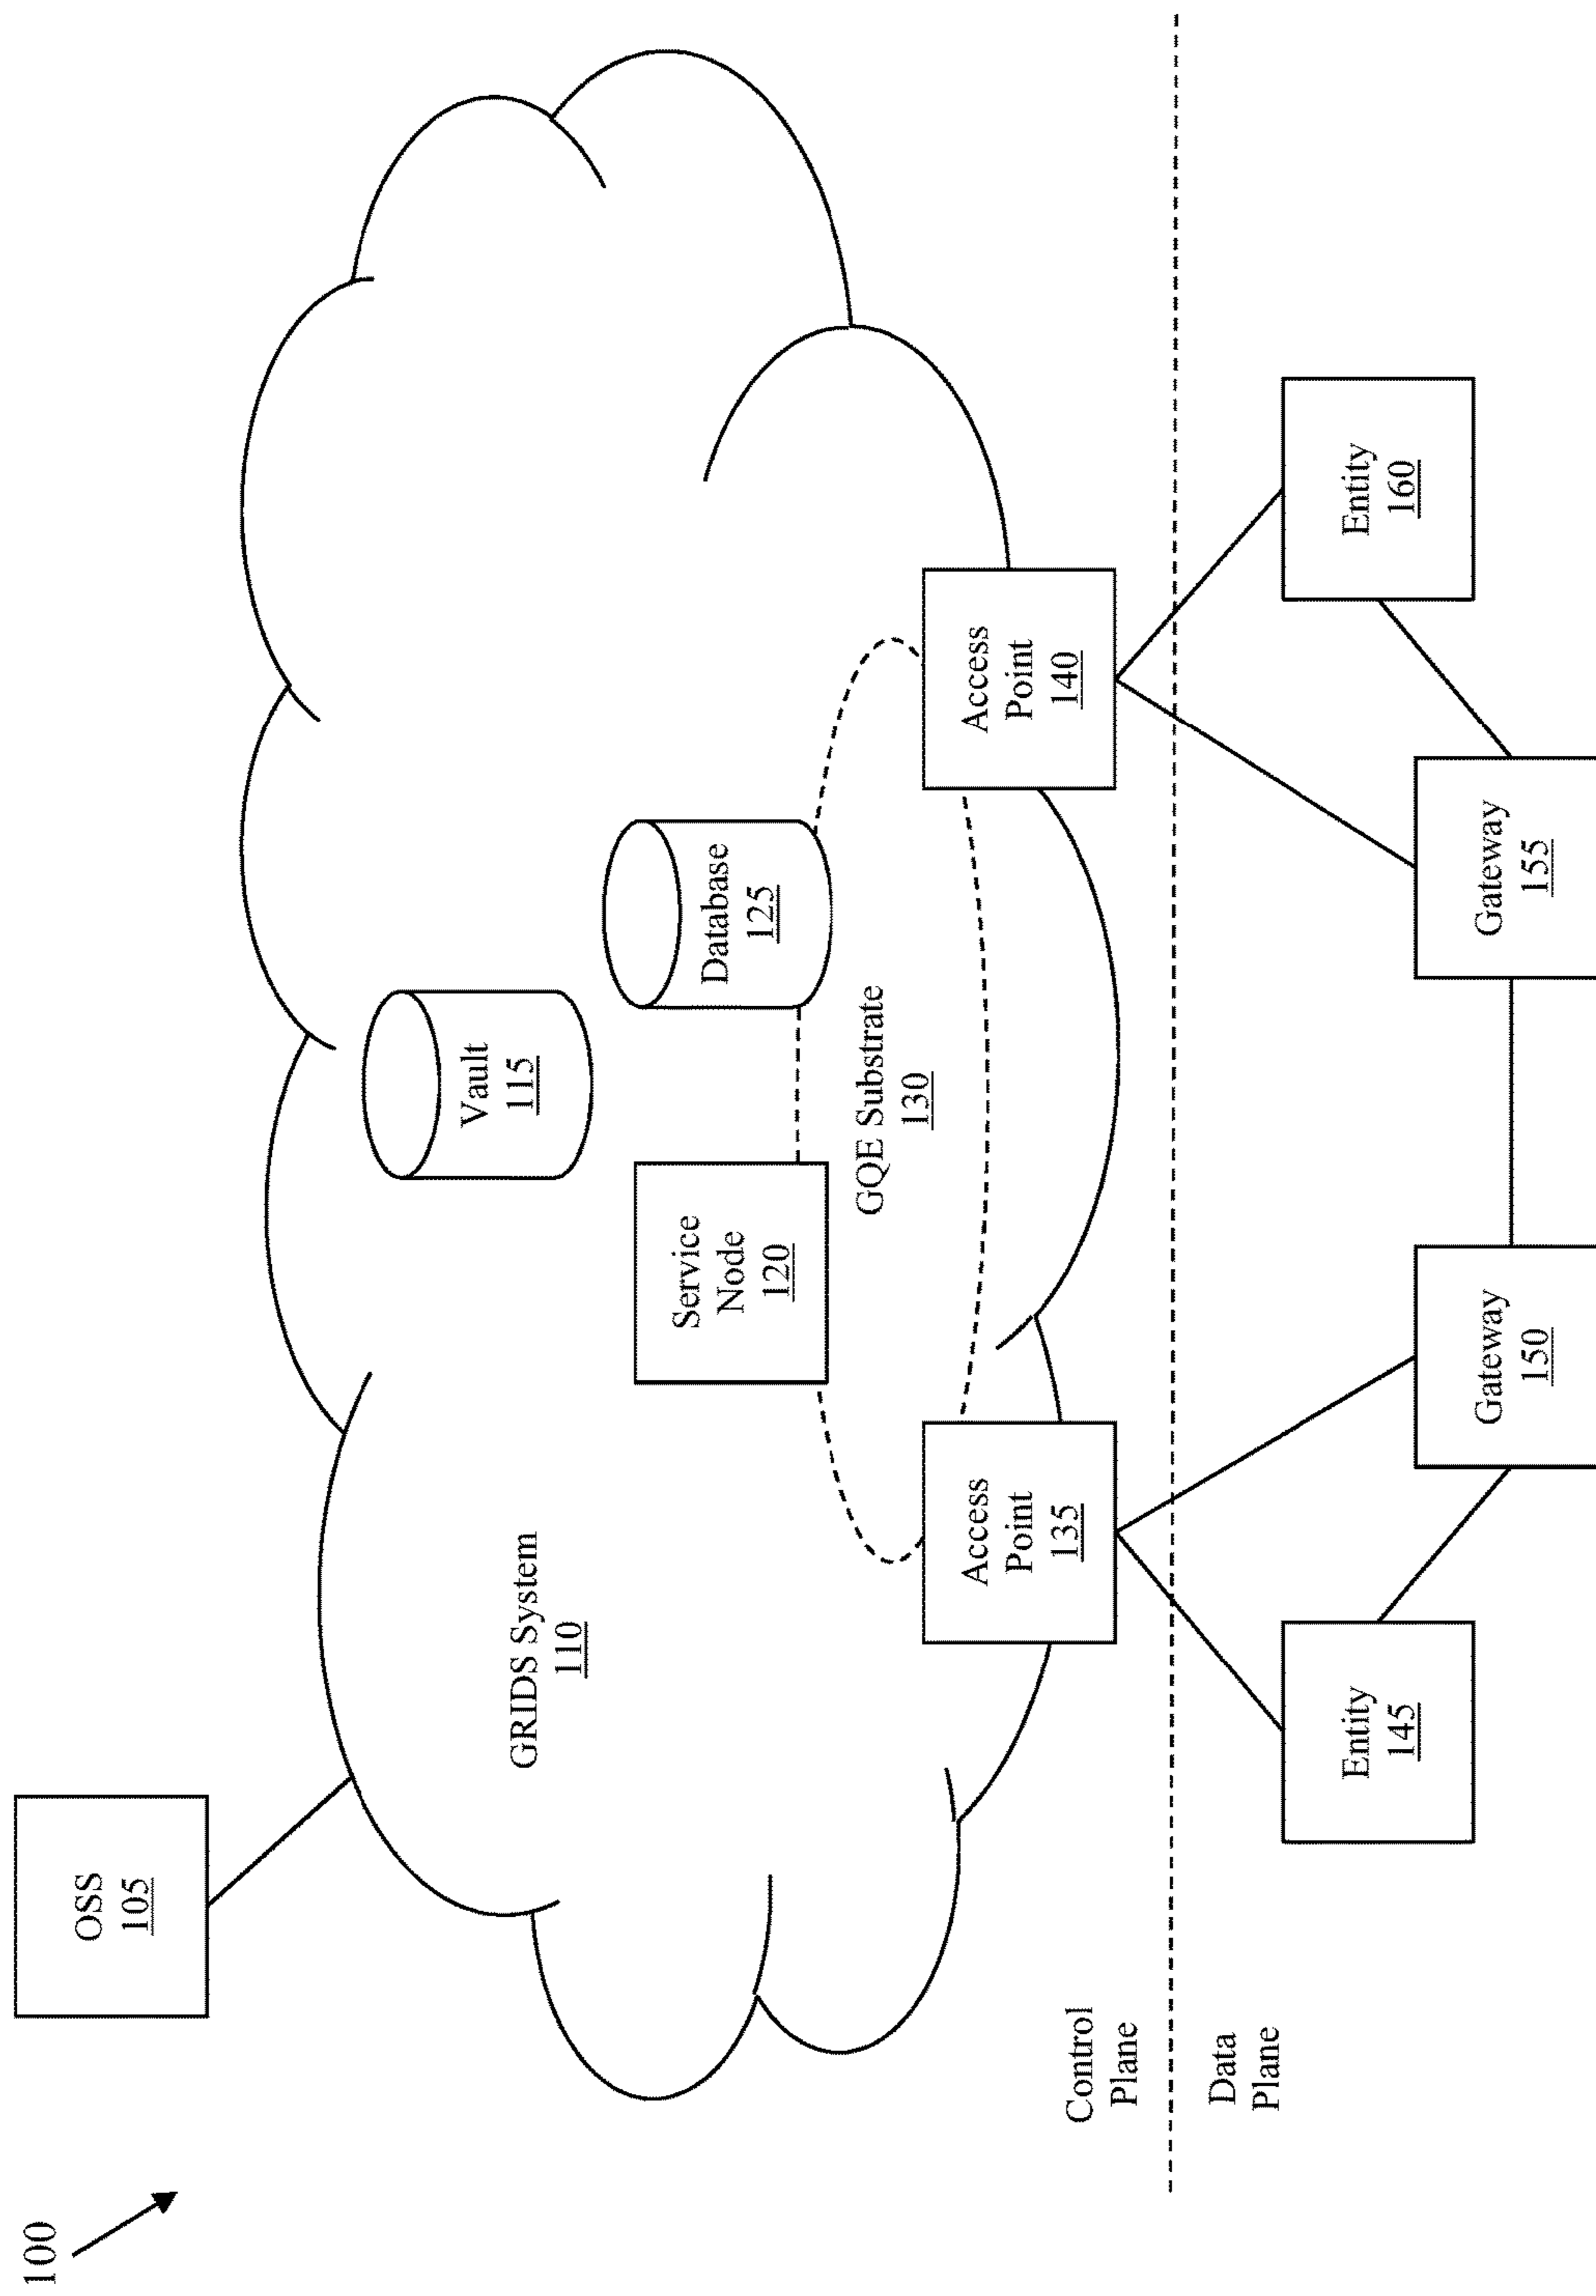 100
OSS
105
GRIDS System
110
Vault
115
Service
Node
120
Database
125
GQE Substrate
130
Access
Point
135
Access
Point
140
Control
Plane
Data
Plane
Entity
145
Gateway
150
Gateway
155
Entity
160